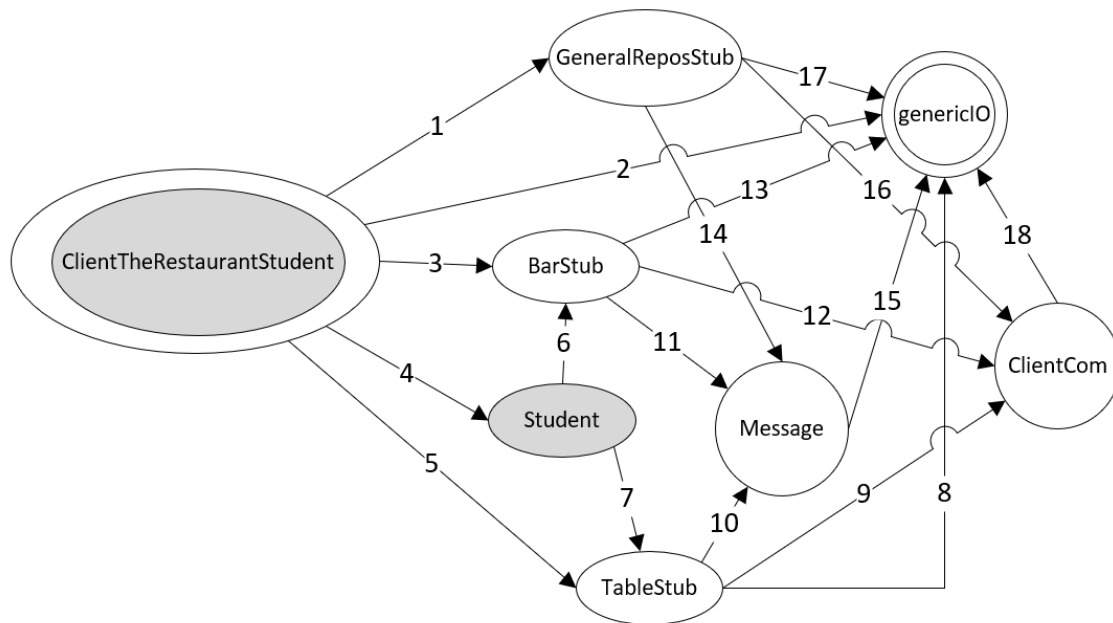 GeneralReposStub
17
genericIO
1
2
13
16
14
18
ClientTheRestaurantStudent
3
BarStub
15
12
6
11
4
ClientCom
Student
Message
5
7
9
8
10
TableStub